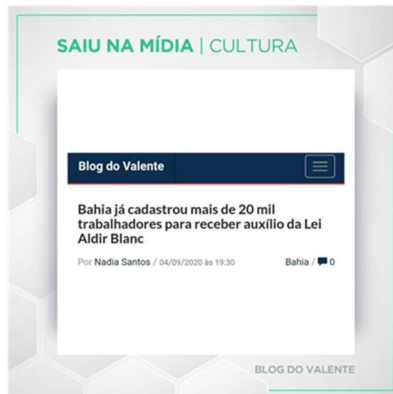 SAIU NA MÍDIA | CULTURA
Blog do Valente
Bahia já cadastrou mais de 20 mil
trabalhadores para receber auxílio da Lei
Aldir Blanc
Por Nadia Santos / 04/09/2020 às 19:30 Bahia / 0
BLOG DO VALENTE